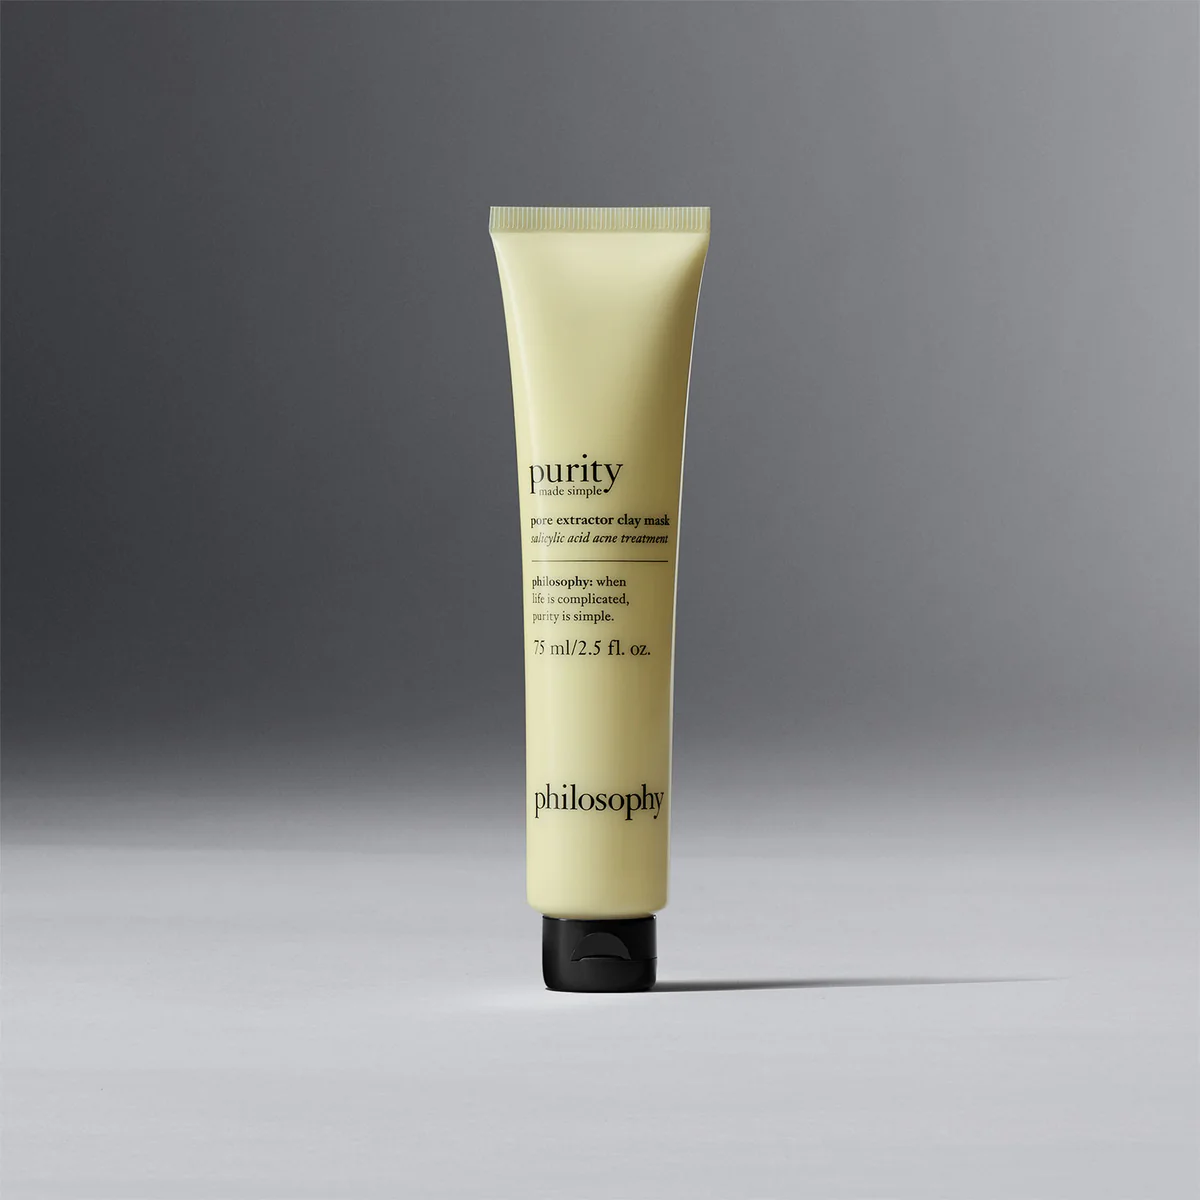 purity
made simple
pore extractor clay mask
salicylic acid acne treatment
philosophy: when
life is complicated,
purity is simple.
75 ml/2.5 fl. oz.
philosophy